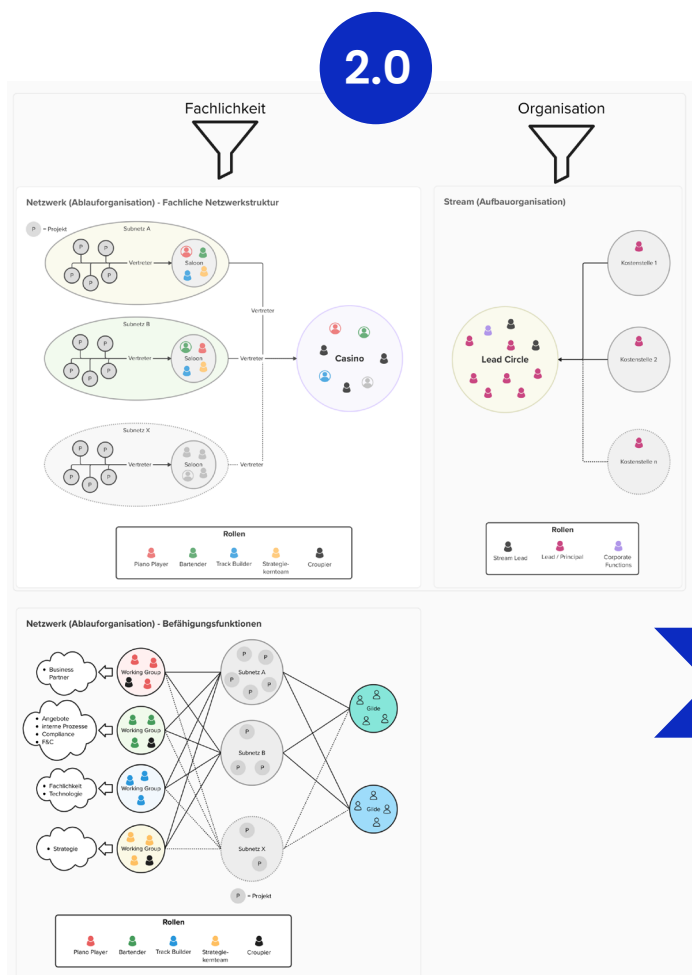 2.0
Fachlichkeit
Organisation
Netzwerk (Ablauforganisation) - Fachliche Netzwerkstruktur
P = Projekt
Subnetz A
P P
P P P
Vertreter
Saloon
Vertreter
Subnetz B
P P
P P P
Vertreter
Saloon
Vertreter
Casino
Subnetz X
P P
P P P
Vertreter
Saloon
Vertreter
Rollen
Piano Player
Bartender
Track Builder
Strategie-
kernteam
Croupier
Stream (Aufbauorganisation)
Kostenstelle 1
Lead Circle
Kostenstelle 2
Kostenstelle n
Rollen
Stream Lead
Lead / Principal
Corporate
Functions
Netzwerk (Ablauforganisation) - Befähigungsfunktionen
• Business
Partner
Working Group
• Angebote
• interne Prozesse
• Compliance
• F&C
Working Group
• Fachlichkeit
• Technologie
Working Group
• Strategie
Working Group
P P
Subnetz A
P P P
P
Subnetz B
P P
P
Subnetz X
P
P = Projekt
Gilde
Gilde
Rollen
Piano Player
Bartender
Track Builder
Strategie-
kernteam
Croupier